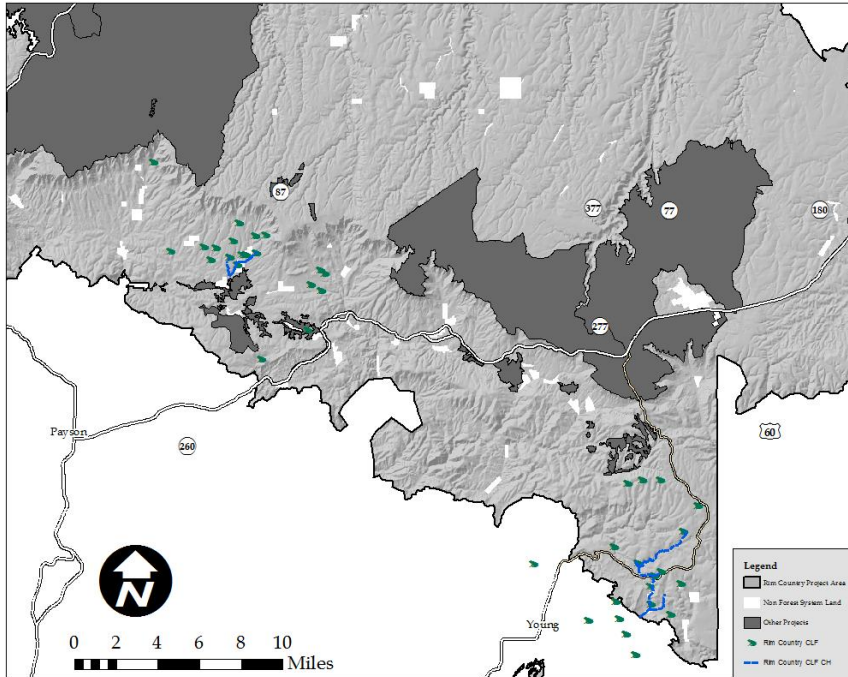 87
377
77
180
277
60
Payson
260
Young
N
0 2 4 6 8 10
Miles
Legend
Rim Country Project Area
Non Forest System Land
Other Projects
Rim Country CLF
Rim Country CLF CH